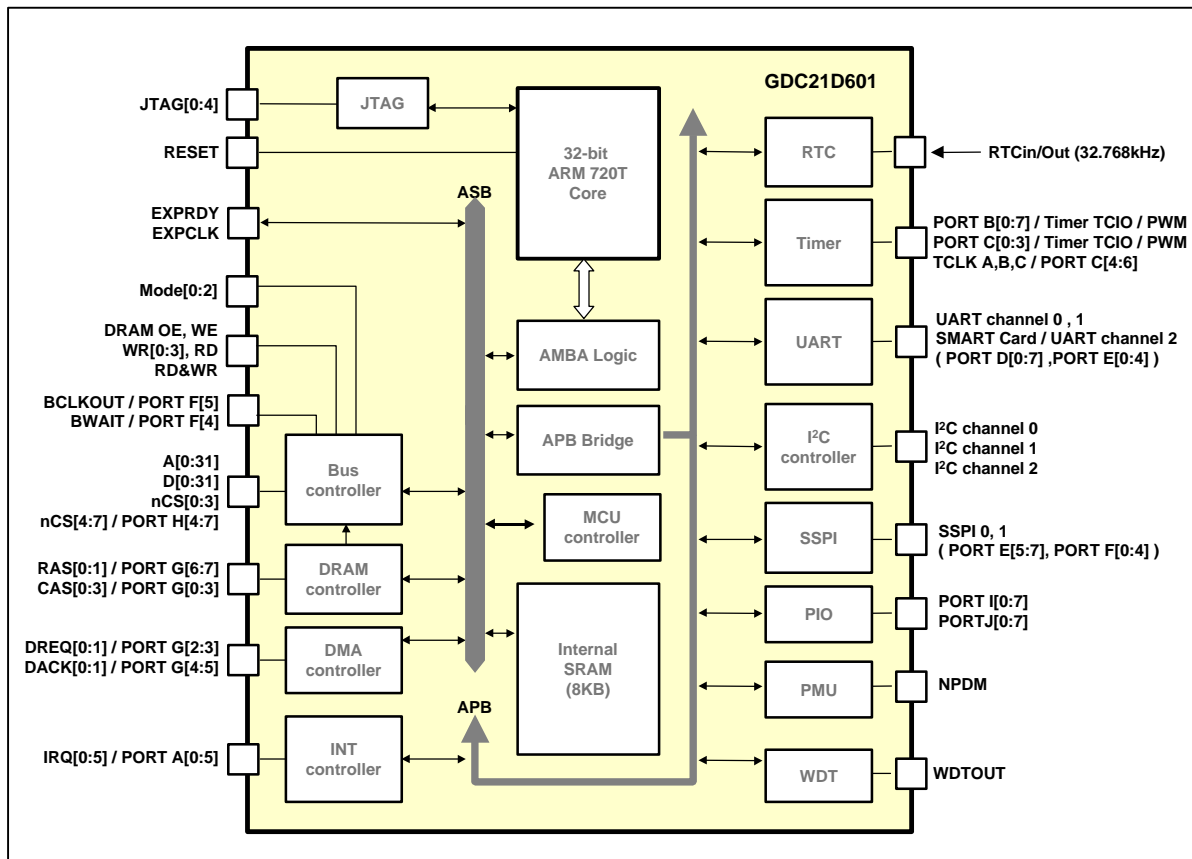 GDC21D601
JTAG[0:4]
RESET
EXPRDY
EXPCLK
Mode[0:2]
DRAM OE, WE
WR[0:3], RD
RD&WR
BCLKOUT / PORT F[5]
BWAIT / PORT F[4]
A[0:31]
D[0:31]
nCS[0:3]
nCS[4:7] / PORT H[4:7]
RAS[0:1] / PORT G[6:7]
CAS[0:3] / PORT G[0:3]
DREQ[0:1] / PORT G[2:3]
DACK[0:1] / PORT G[4:5]
IRQ[0:5] / PORT A[0:5]
JTAG
Bus
controller
DRAM
controller
DMA
controller
INT
controller
ASB
APB
32-bit
ARM 720T
Core
AMBA Logic
APB Bridge
MCU
controller
Internal
SRAM
(8KB)
RTC
Timer
UART
I²C
controller
SSPI
PIO
PMU
WDT
RTCin/Out (32.768kHz)
PORT B[0:7] / Timer TCIO / PWM
PORT C[0:3] / Timer TCIO / PWM
TCLK A,B,C / PORT C[4:6]
UART channel 0 , 1
SMART Card / UART channel 2
( PORT D[0:7] ,PORT E[0:4] )
I²C channel 0
I²C channel 1
I²C channel 2
SSPI 0, 1
( PORT E[5:7], PORT F[0:4] )
PORT I[0:7]
PORTJ[0:7]
NPDM
WDTOUT